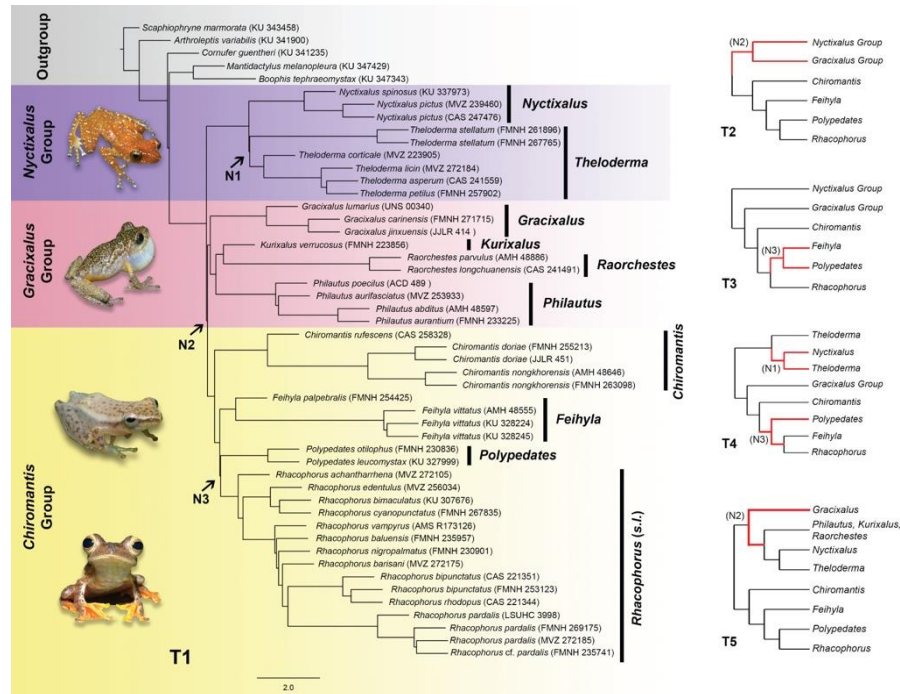 Outgroup
Scaphiophryne marmorata (KU 343458)
Arthroleptis variabilis (KU 341900)
Cornufer guentheri (KU 341235)
Mantidactylus melanopleura (KU 347429)
Boophis tephraeomystax (KU 347343)
Nyctixalus
Group
Nyctixalus spinosus (KU 337973)
Nyctixalus pictus (MVZ 239460)
Nyctixalus pictus (CAS 247476)
Nyctixalus
Theloderma stellatum (FMNH 261896)
Theloderma stellatum (FMNH 267765)
Theloderma corticale (MVZ 223905)
Theloderma licin (MVZ 272184)
Theloderma asperum (CAS 241559)
Theloderma petilus (FMNH 257902)
Theloderma
N1
Gracixalus
Group
Gracixalus lumarius (UNS 00340)
Gracixalus carinensis (FMNH 271715)
Gracixalus jinxuensis (JJLR 414 )
Gracixalus
Kurixalus verrucosus (FMNH 223856)
Kurixalus
Raorchestes parvulus (AMH 48886)
Raorchestes longchuanensis (CAS 241491)
Raorchestes
Philautus poecilus (ACD 489 )
Philautus aurifasciatus (MVZ 253933)
Philautus abditus (AMH 48597)
Philautus aurantium (FMNH 233225)
Philautus
N2
Chiromantis
Group
Chiromantis rufescens (CAS 258328)
Chiromantis doriae (FMNH 255213)
Chiromantis doriae (JJLR 451)
Chiromantis nongkhorensis (AMH 48646)
Chiromantis nongkhorensis (FMNH 263098)
Chiromantis
Feihyla palpebralis (FMNH 254425)
Feihyla vittatus (AMH 48555)
Feihyla vittatus (KU 328224)
Feihyla vittatus (KU 328245)
Feihyla
Polypedates otilophus (FMNH 230836)
Polypedates leucomystax (KU 327999)
Polypedates
N3
Rhacophorus achantharrhena (MVZ 272105)
Rhacophorus edentulus (MVZ 256034)
Rhacophorus bimaculatus (KU 307676)
Rhacophorus cyanopunctatus (FMNH 267835)
Rhacophorus vampyrus (AMS R173126)
Rhacophorus baluensis (FMNH 235957)
Rhacophorus nigropalmatus (FMNH 230901)
Rhacophorus barisani (MVZ 272175)
Rhacophorus bipunctatus (CAS 221351)
Rhacophorus bipunctatus (FMNH 253123)
Rhacophorus rhodopus (CAS 221344)
Rhacophorus pardalis (LSUHC 3998)
Rhacophorus pardalis (FMNH 269175)
Rhacophorus pardalis (MVZ 272185)
Rhacophorus cf. pardalis (FMNH 235741)
Rhacophorus (s.l.)
T1
2.0
(N2)
Nyctixalus Group
Gracixalus Group
Chiromantis
Feihyla
Polypedates
Rhacophorus
T2
Nyctixalus Group
Gracixalus Group
Chiromantis
(N3)
Feihyla
Polypedates
Rhacophorus
T3
Theloderma
Nyctixalus
(N1)
Theloderma
Gracixalus Group
Chiromantis
Polypedates
(N3)
Feihyla
Rhacophorus
T4
(N2)
Gracixalus
Philautus, Kurixalus,
Raorchestes
Nyctixalus
Theloderma
Chiromantis
Feihyla
Polypedates
Rhacophorus
T5